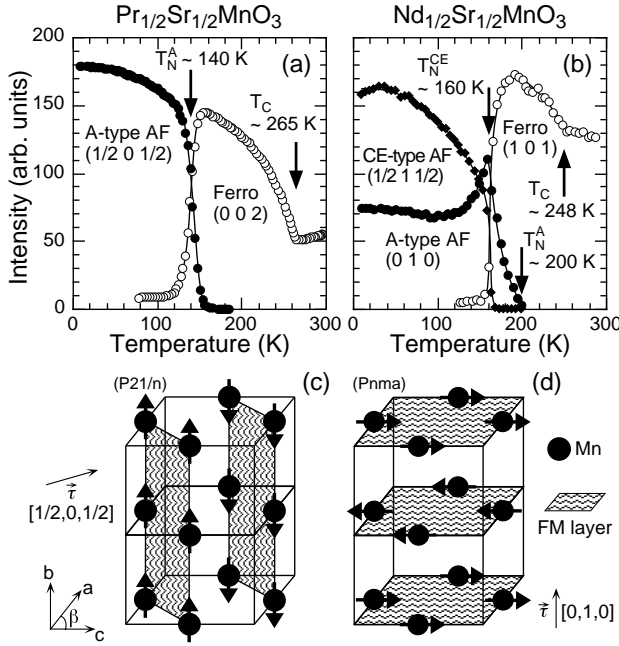 Pr1/2Sr1/2MnO3
Nd1/2Sr1/2MnO3
Intensity (arb. units)
200
150
100
50
0
(a)
T_N^A ~ 140 K
T_C ~ 265 K
A-type AF
(1/2 0 1/2)
Ferro
(0 0 2)
0
100
200
300
Temperature (K)
(b)
T_N^CE
~ 160 K
Ferro
(1 0 1)
CE-type AF
(1/2 1 1/2)
T_C
~ 248 K
A-type AF
(0 1 0)
T_N^A
~ 200 K
0
100
200
300
Temperature (K)
(P21/n)
(c)
τ⃗
[1/2,0,1/2]
b
a
β
c
(Pnma)
(d)
Mn
FM layer
τ⃗ [0,1,0]